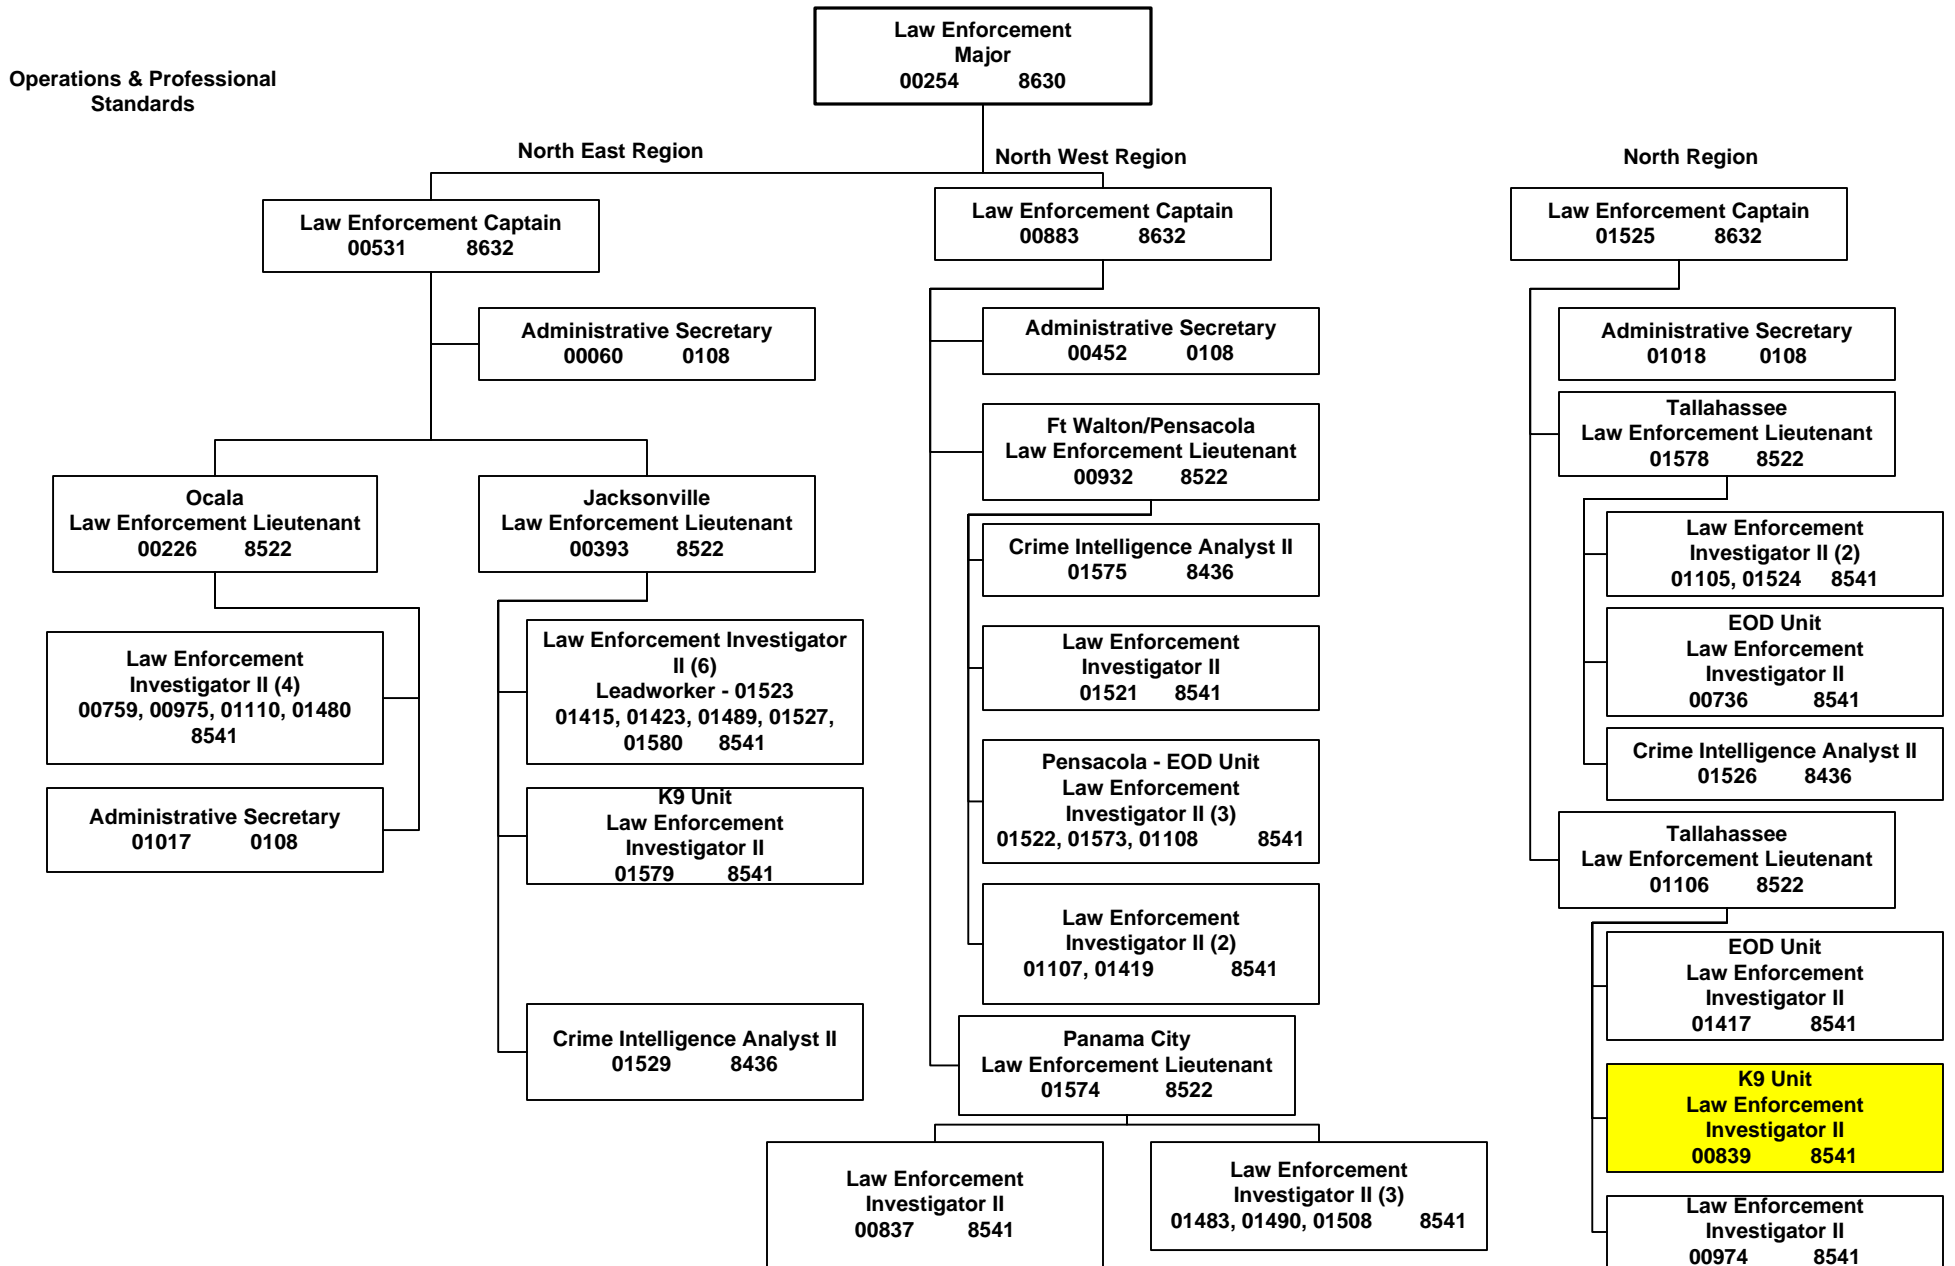 Operations & Professional
Standards
Law Enforcement
Major
00254 8630
North East Region
North West Region
North Region
Law Enforcement Captain
00531 8632
Administrative Secretary
00060 0108
Ocala
Law Enforcement Lieutenant
00226 8522
Law Enforcement
Investigator II (4)
00759, 00975, 01110, 01480
8541
Administrative Secretary
01017 0108
Jacksonville
Law Enforcement Lieutenant
00393 8522
Law Enforcement Investigator
II (6)
Leadworker - 01523
01415, 01423, 01489, 01527,
01580 8541
K9 Unit
Law Enforcement
Investigator II
01579 8541
Crime Intelligence Analyst II
01529 8436
Law Enforcement Captain
00883 8632
Administrative Secretary
00452 0108
Ft Walton/Pensacola
Law Enforcement Lieutenant
00932 8522
Crime Intelligence Analyst II
01575 8436
Law Enforcement
Investigator II
01521 8541
Pensacola - EOD Unit
Law Enforcement
Investigator II (3)
01522, 01573, 01108 8541
Law Enforcement
Investigator II (2)
01107, 01419 8541
Panama City
Law Enforcement Lieutenant
01574 8522
Law Enforcement
Investigator II
00837 8541
Law Enforcement
Investigator II (3)
01483, 01490, 01508 8541
Law Enforcement Captain
01525 8632
Administrative Secretary
01018 0108
Tallahassee
Law Enforcement Lieutenant
01578 8522
Law Enforcement
Investigator II (2)
01105, 01524 8541
EOD Unit
Law Enforcement
Investigator II
00736 8541
Crime Intelligence Analyst II
01526 8436
Tallahassee
Law Enforcement Lieutenant
01106 8522
EOD Unit
Law Enforcement
Investigator II
01417 8541
K9 Unit
Law Enforcement
Investigator II
00839 8541
Law Enforcement
Investigator II
00974 8541